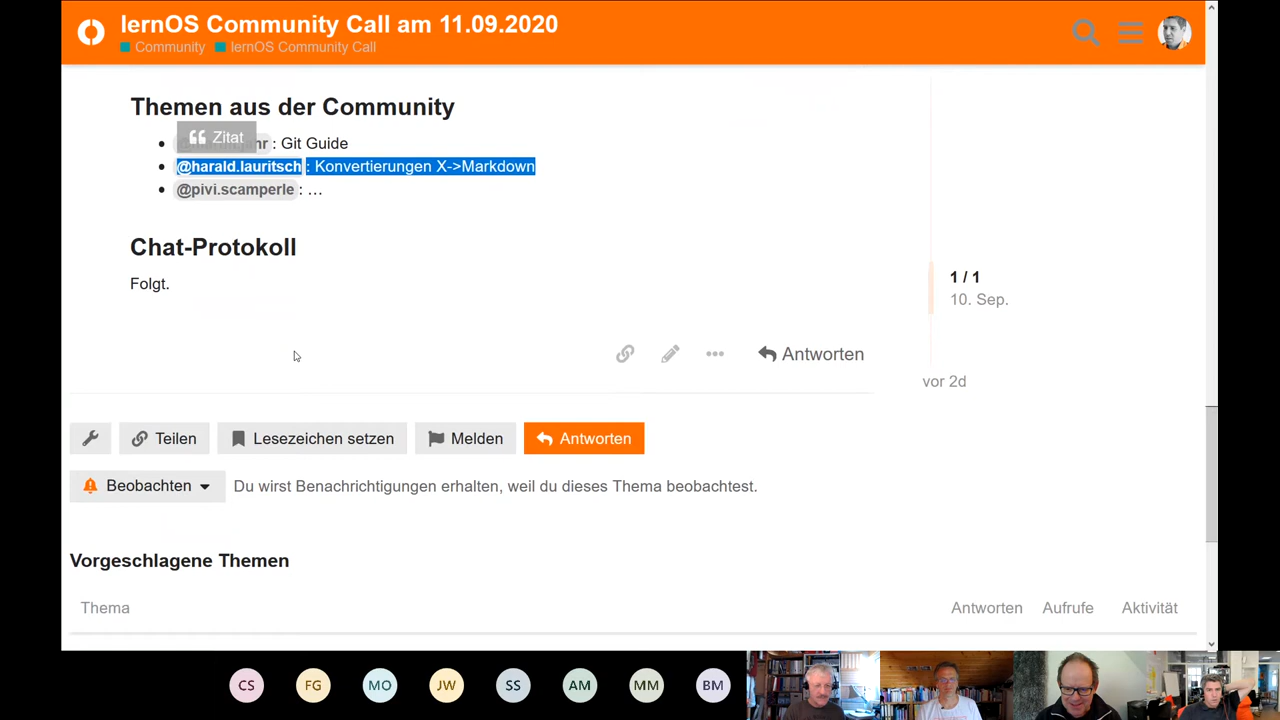 lernOS Community Call am 11.09.2020
Community lernOS Community Call
Themen aus der Community
Zitat
: Git Guide
@harald.lauritsch : Konvertierungen X->Markdown
@pivi.scamperle : …
Chat-Protokoll
Folgt.
1 / 1
10. Sep.
Antworten
vor 2d
Teilen Lesezeichen setzen Melden Antworten
Beobachten Du wirst Benachrichtigungen erhalten, weil du dieses Thema beobachtest.
Vorgeschlagene Themen
Thema Antworten Aufrufe Aktivität
CS FG MO JW SS AM MM BM